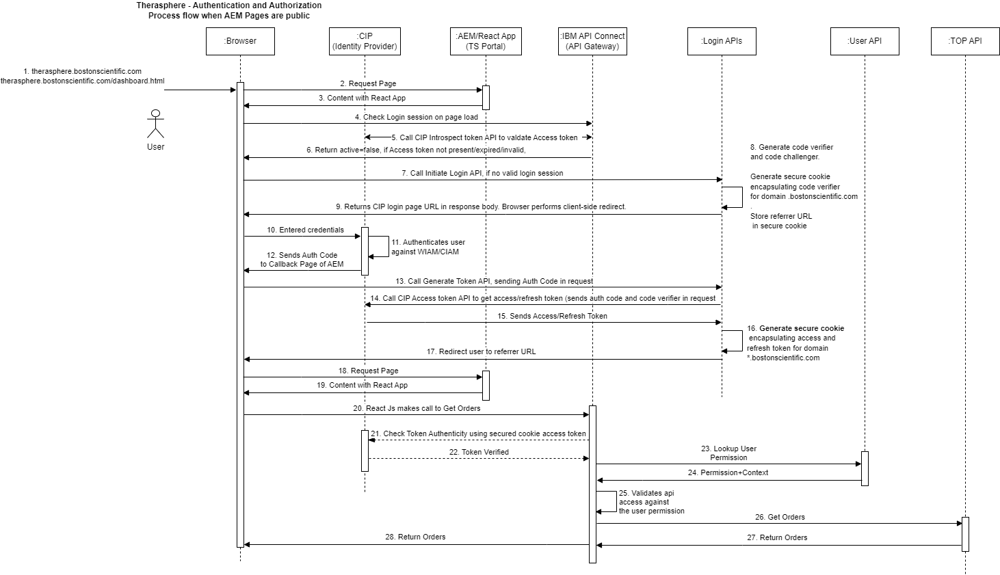 Therasphere - Authentication and Authorization
Process flow when AEM Pages are public
:Browser
:CIP
(Identity Provider)
:AEM/React App
(TS Portal)
:IBM API Connect
(API Gateway)
:Login APIs
:User API
:TOP API
1. therasphere.bostonscientific.com
therasphere.bostonscientific.com/dashboard.html
User
2. Request Page
3. Content with React App
4. Check Login session on page load
5. Call CIP Introspect token API to valdate Access token
6. Return active=false, if Access token not present/expired/invalid,
7. Call Initiate Login API, if no valid login session
8. Generate code verifier
and code challenger.
Generate secure cookie
encapsulating code verifier
for domain .bostonscientific.com
.
Store referrer URL
in secure cookie
9. Returns CIP login page URL in response body. Browser performs client-side redirect.
10. Entered credentials
11. Authenticates user
against WIAM/CIAM
12. Sends Auth Code
to Callback Page of AEM
13. Call Generate Token API, sending Auth Code in request
14. Call CIP Access token API to get access/refresh token (sends auth code and code verifier in request
15. Sends Access/Refresh Token
16. Generate secure cookie
encapsulating access and
refresh token for domain
*.bostonscientific.com
17. Redirect user to referrer URL
18. Request Page
19. Content with React App
20. React Js makes call to Get Orders
21. Check Token Authenticity using secured cookie access token
22. Token Verified
23. Lookup User
Permission
24. Permission+Context
25. Validates api
access against
the user permission
26. Get Orders
27. Return Orders
28. Return Orders